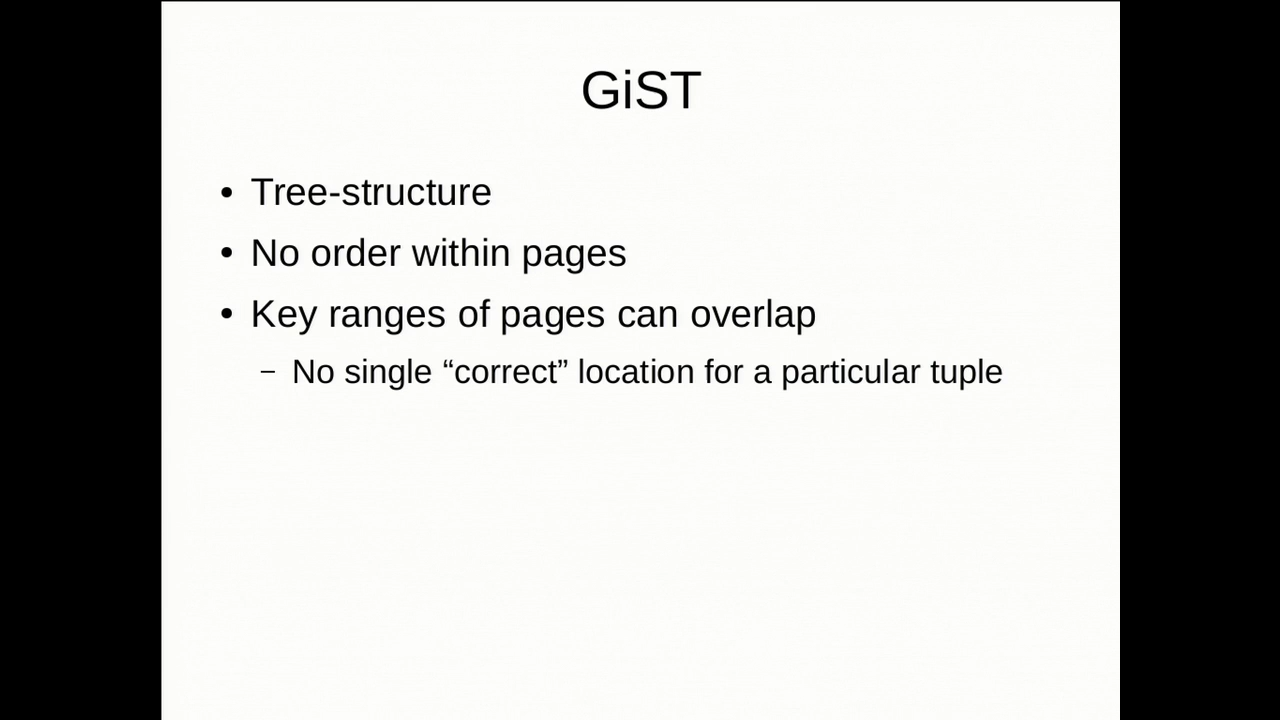 GiST
• Tree-structure
• No order within pages
• Key ranges of pages can overlap
– No single “correct” location for a particular tuple